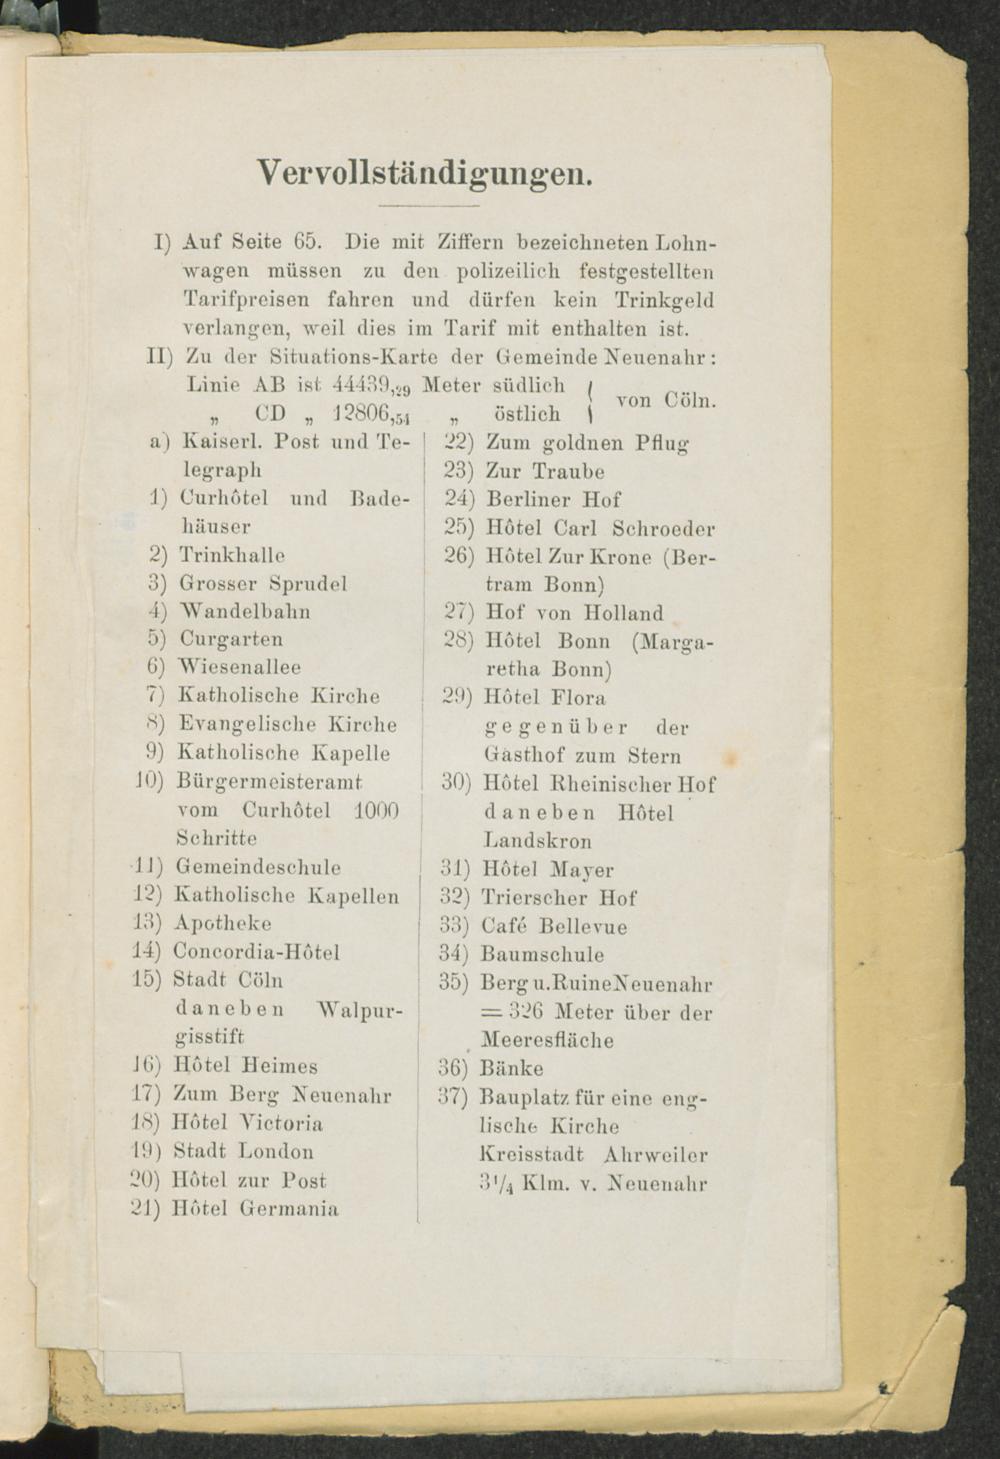 Vervollständigungen.
I) Auf Seite 65. Die mit Ziffern bezeichneten Lohn-
wagen müssen zu den polizeilich festgestellten
Tarifpreisen fahren und dürfen kein Trinkgeld
verlangen, weil dies im Tarif mit enthalten ist.
II) Zu der Situations-Karte der Gemeinde Neuenahr:
Linie AB ist 44439,29 Meter südlich } von Cöln.
„ CD „ 12806,54 „ östlich }
a) Kaiserl. Post und Te-
legraph
1) Curhôtel und Bade-
häuser
2) Trinkhalle
3) Grosser Sprudel
4) Wandelbahn
5) Curgarten
6) Wiesenallee
7) Katholische Kirche
8) Evangelische Kirche
9) Katholische Kapelle
10) Bürgermeisteramt
vom Curhôtel 1000
Schritte
11) Gemeindeschule
12) Katholische Kapellen
13) Apotheke
14) Concordia-Hôtel
15) Stadt Cöln
daneben Walpur-
gisstift
16) Hôtel Heimes
17) Zum Berg Neuenahr
18) Hôtel Victoria
19) Stadt London
20) Hôtel zur Post
21) Hôtel Germania
22) Zum goldnen Pflug
23) Zur Traube
24) Berliner Hof
25) Hôtel Carl Schroeder
26) Hôtel Zur Krone (Ber-
tram Bonn)
27) Hof von Holland
28) Hôtel Bonn (Marga-
retha Bonn)
29) Hôtel Flora
gegenüber der
Gasthof zum Stern
30) Hôtel Rheinischer Hof
daneben Hôtel
Landskron
31) Hôtel Mayer
32) Trierscher Hof
33) Café Bellevue
34) Baumschule
35) Berg u. Ruine Neuenahr
= 326 Meter über der
Meeresfläche
36) Bänke
37) Bauplatz für eine eng-
lische Kirche
Kreisstadt Ahrweiler
3¹/₄ Klm. v. Neuenahr